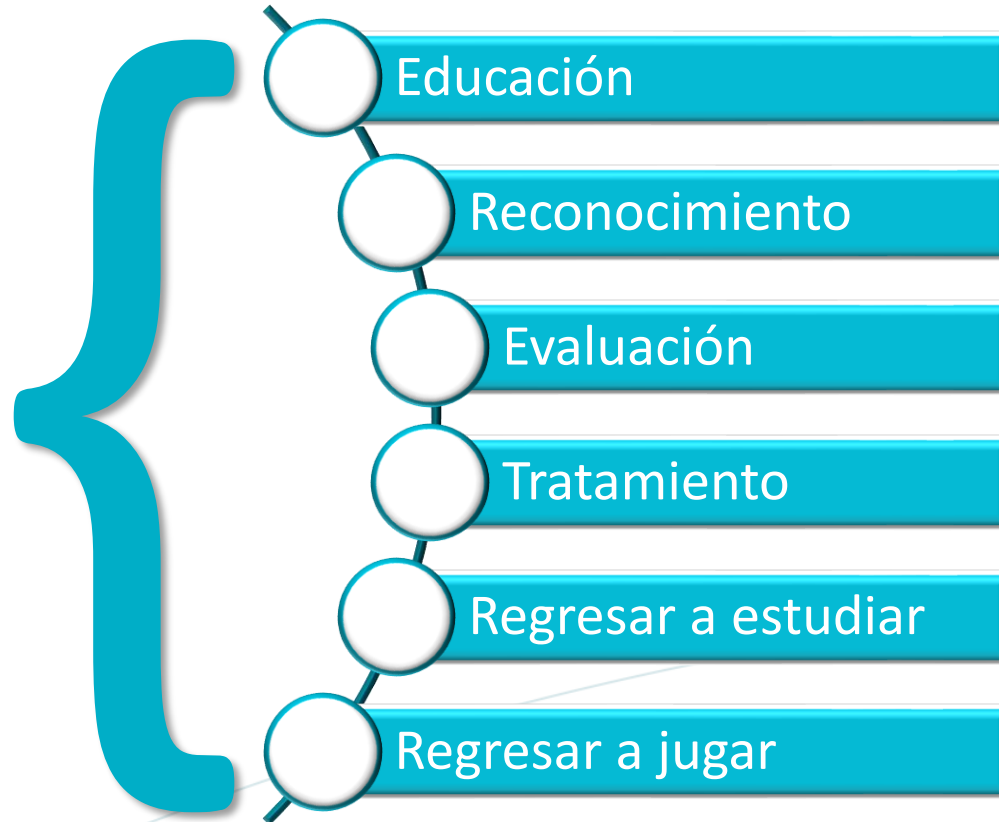 Educación
Reconocimiento
Evaluación
Tratamiento
Regresar a estudiar
Regresar a jugar